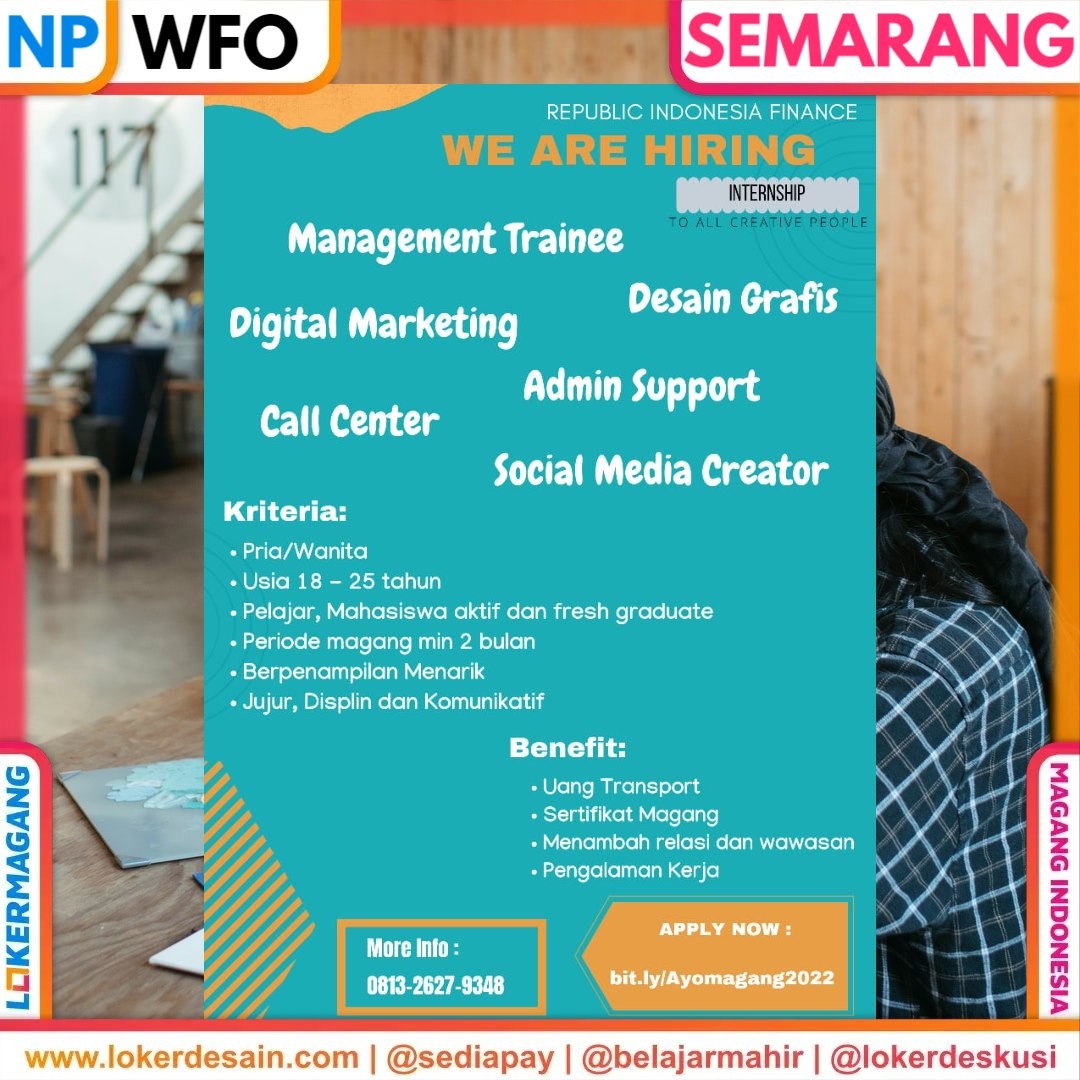 NP WFO
SEMARANG
117
REPUBLIC INDONESIA FINANCE
WE ARE HIRING
INTERNSHIP
TO ALL CREATIVE PEOPLE
Management Trainee
Desain Grafis
Digital Marketing
Admin Support
Call Center
Social Media Creator
Kriteria:
• Pria/Wanita
• Usia 18 – 25 tahun
• Pelajar, Mahasiswa aktif dan fresh graduate
• Periode magang min 2 bulan
• Berpenampilan Menarik
• Jujur, Displin dan Komunikatif
Benefit:
• Uang Transport
• Sertifikat Magang
• Menambah relasi dan wawasan
• Pengalaman Kerja
More Info :
0813-2627-9348
APPLY NOW :
bit.ly/Ayomagang2022
LOKERMAGANG
MAGANG INDONESIA
www.lokerdesain.com | @sediapay | @belajarmahir | @lokerdeskusi